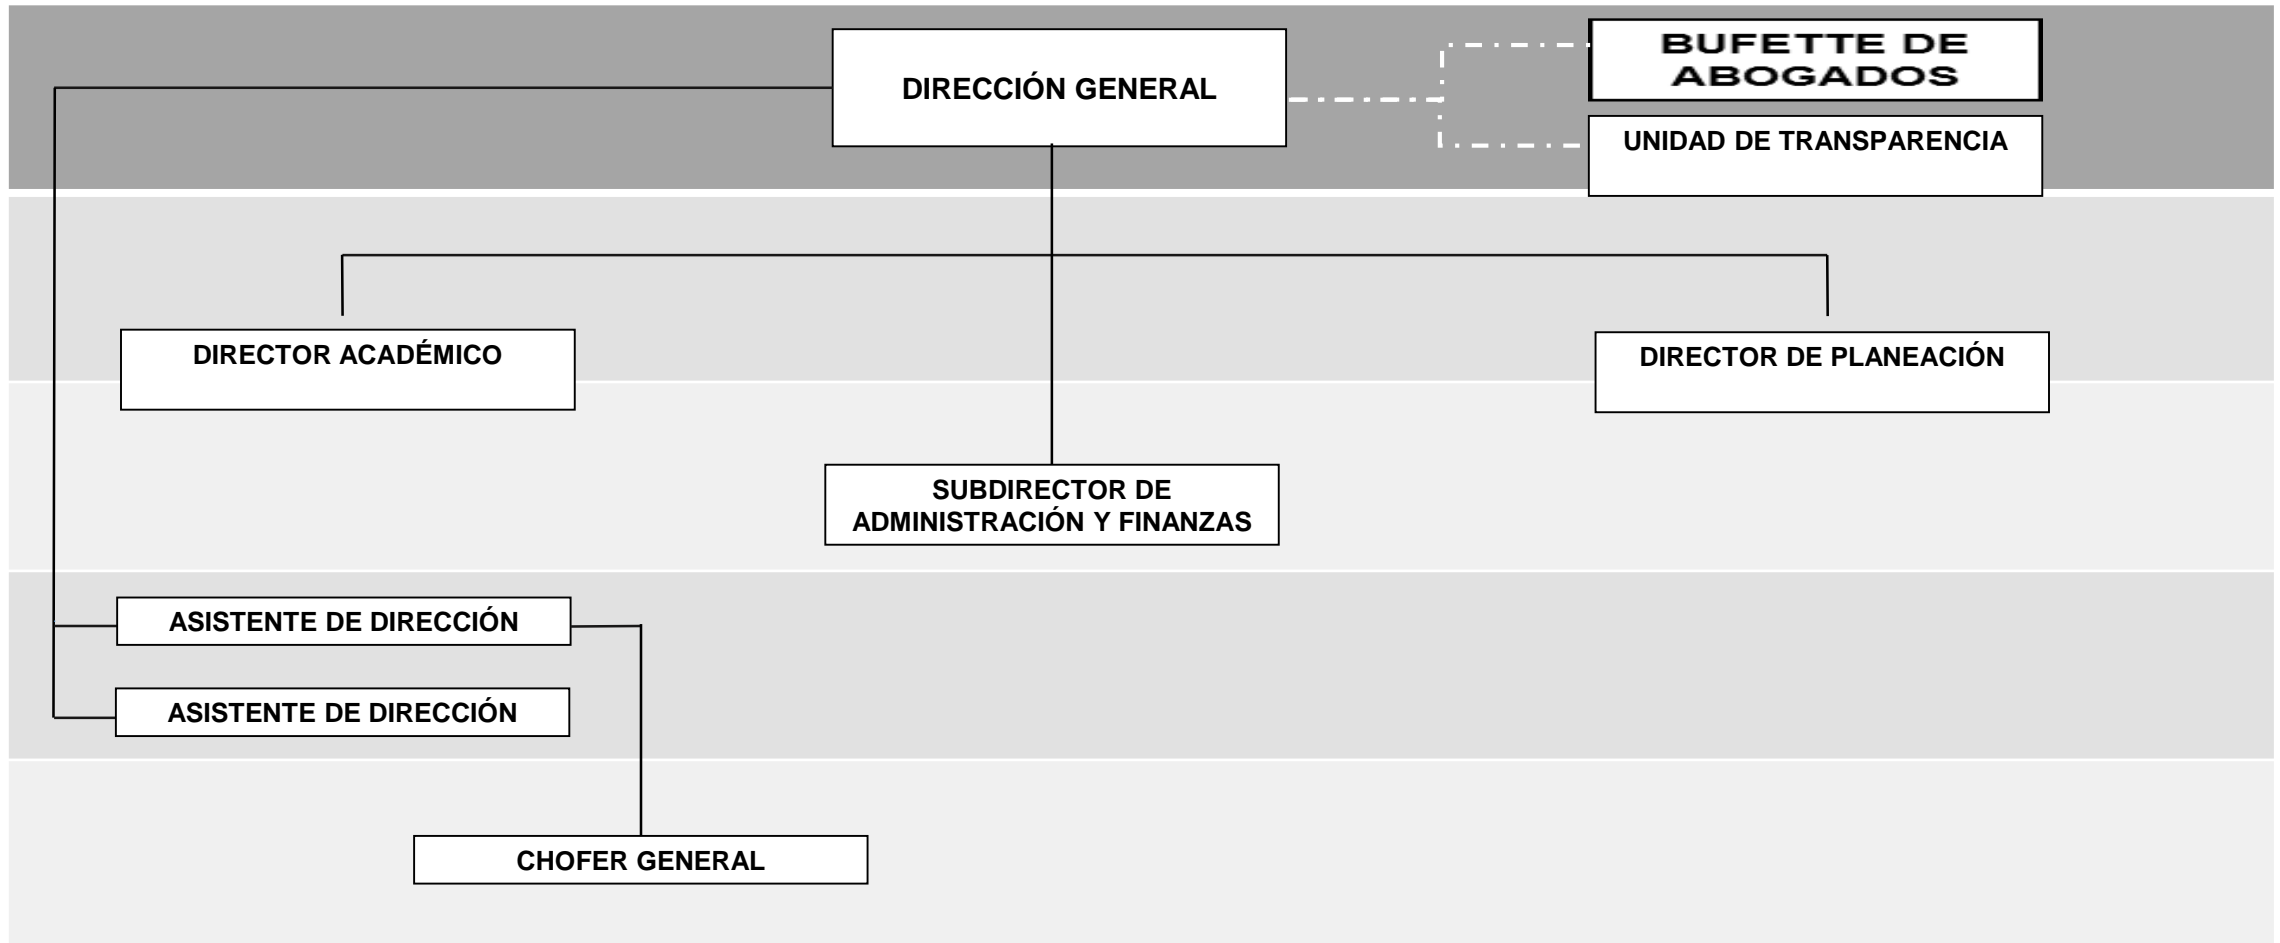 DIRECCIÓN GENERAL
BUFETTE DE
ABOGADOS
UNIDAD DE TRANSPARENCIA
DIRECTOR ACADÉMICO
DIRECTOR DE PLANEACIÓN
SUBDIRECTOR DE
ADMINISTRACIÓN Y FINANZAS
ASISTENTE DE DIRECCIÓN
ASISTENTE DE DIRECCIÓN
CHOFER GENERAL